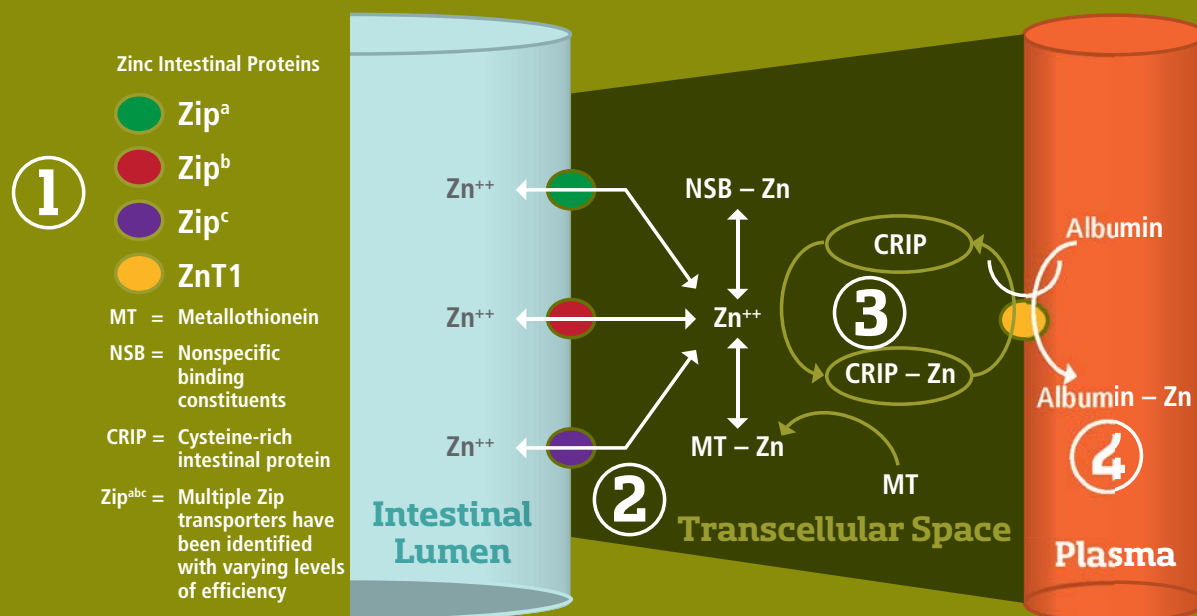 Zinc Intestinal Proteins
① Zipᵃ
Zipᵇ
Zipᶜ
ZnT1
MT = Metallothionein
NSB = Nonspecific
binding
constituents
CRIP = Cysteine-rich
intestinal protein
Zipᵃᵇᶜ = Multiple Zip
transporters have
been identified
with varying levels
of efficiency
Zn⁺⁺
Zn⁺⁺
Zn⁺⁺
Intestinal
Lumen
②
NSB – Zn
Zn⁺⁺
MT – Zn
MT
CRIP
③
CRIP – Zn
Transcellular Space
Albumin
Albumin – Zn
④
Plasma